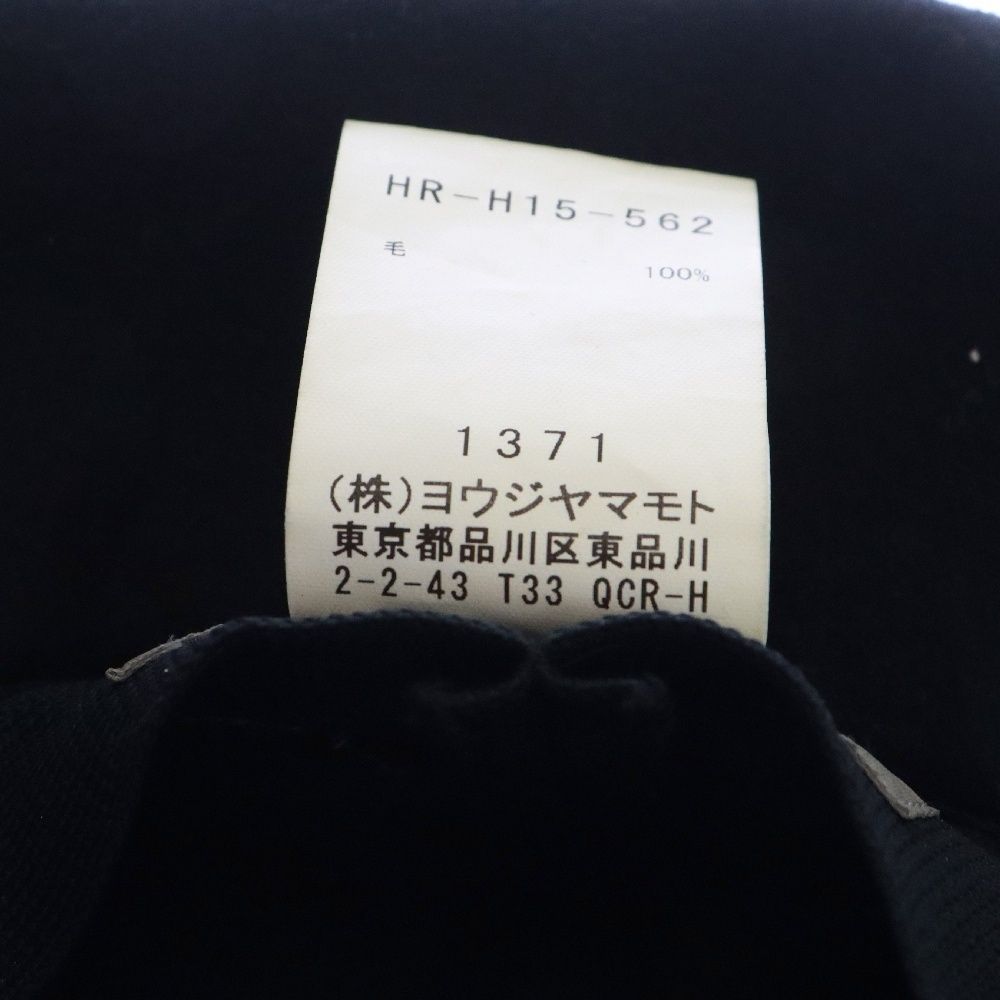 HR-H15-562
毛 100%
1371
(株)ヨウジヤマモト
東京都品川区東品川
2-2-43 T33 QCR-H